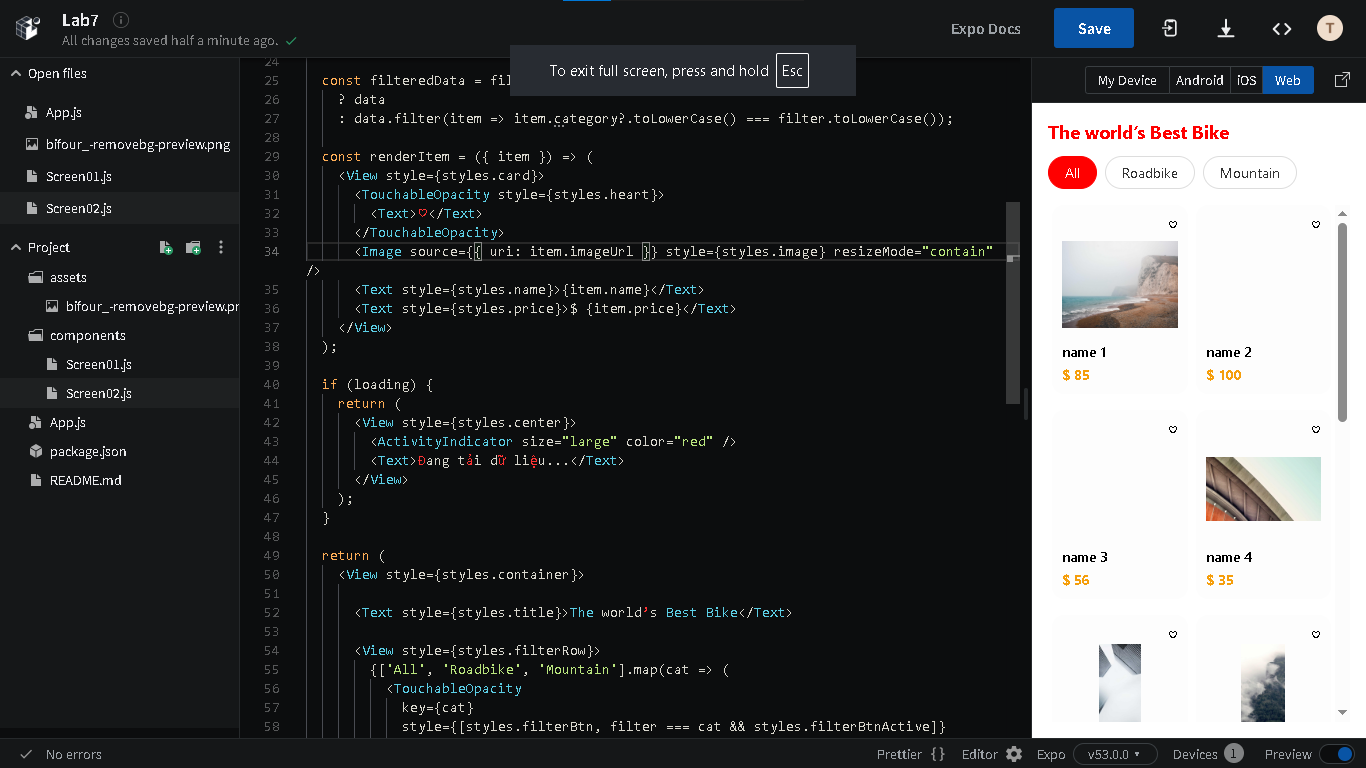 Lab7
All changes saved half a minute ago.
Expo Docs
Save
T
To exit full screen, press and hold Esc
Open files
App.js
bifour_-removebg-preview.png
Screen01.js
Screen02.js
Project
assets
bifour_-removebg-preview.pr
components
Screen01.js
Screen02.js
App.js
package.json
README.md
24
25 const filteredData = fil
26 ? data
27 : data.filter(item => item.category?.toLowerCase() === filter.toLowerCase());
28
29 const renderItem = ({ item }) => (
30 <View style={styles.card}>
31 <TouchableOpacity style={styles.heart}>
32 <Text>♡</Text>
33 </TouchableOpacity>
34 <Image source={{ uri: item.imageUrl }} style={styles.image} resizeMode="contain"
/>
35 <Text style={styles.name}>{item.name}</Text>
36 <Text style={styles.price}>$ {item.price}</Text>
37 </View>
38 );
39
40 if (loading) {
41 return (
42 <View style={styles.center}>
43 <ActivityIndicator size="large" color="red" />
44 <Text>Đang tải dữ liệu...</Text>
45 </View>
46 );
47 }
48
49 return (
50 <View style={styles.container}>
51
52 <Text style={styles.title}>The world’s Best Bike</Text>
53
54 <View style={styles.filterRow}>
55 {['All', 'Roadbike', 'Mountain'].map(cat => (
56 <TouchableOpacity
57 key={cat}
58 style={[styles.filterBtn, filter === cat && styles.filterBtnActive]}
My Device Android iOS Web
The world’s Best Bike
All Roadbike Mountain
♡ ♡
name 1 name 2
$ 85 $ 100
♡ ♡
name 3 name 4
$ 56 $ 35
♡ ♡
No errors
Prettier {} Editor Expo v53.0.0 Devices 1 Preview